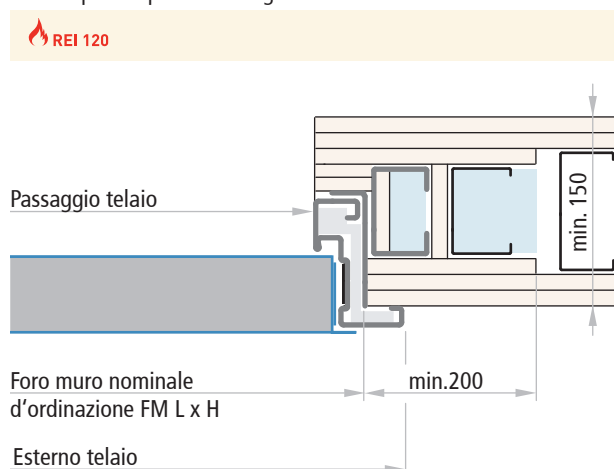 REI 120
Passaggio telaio
min. 150
Foro muro nominale
d'ordinazione FM L x H
min.200
Esterno telaio